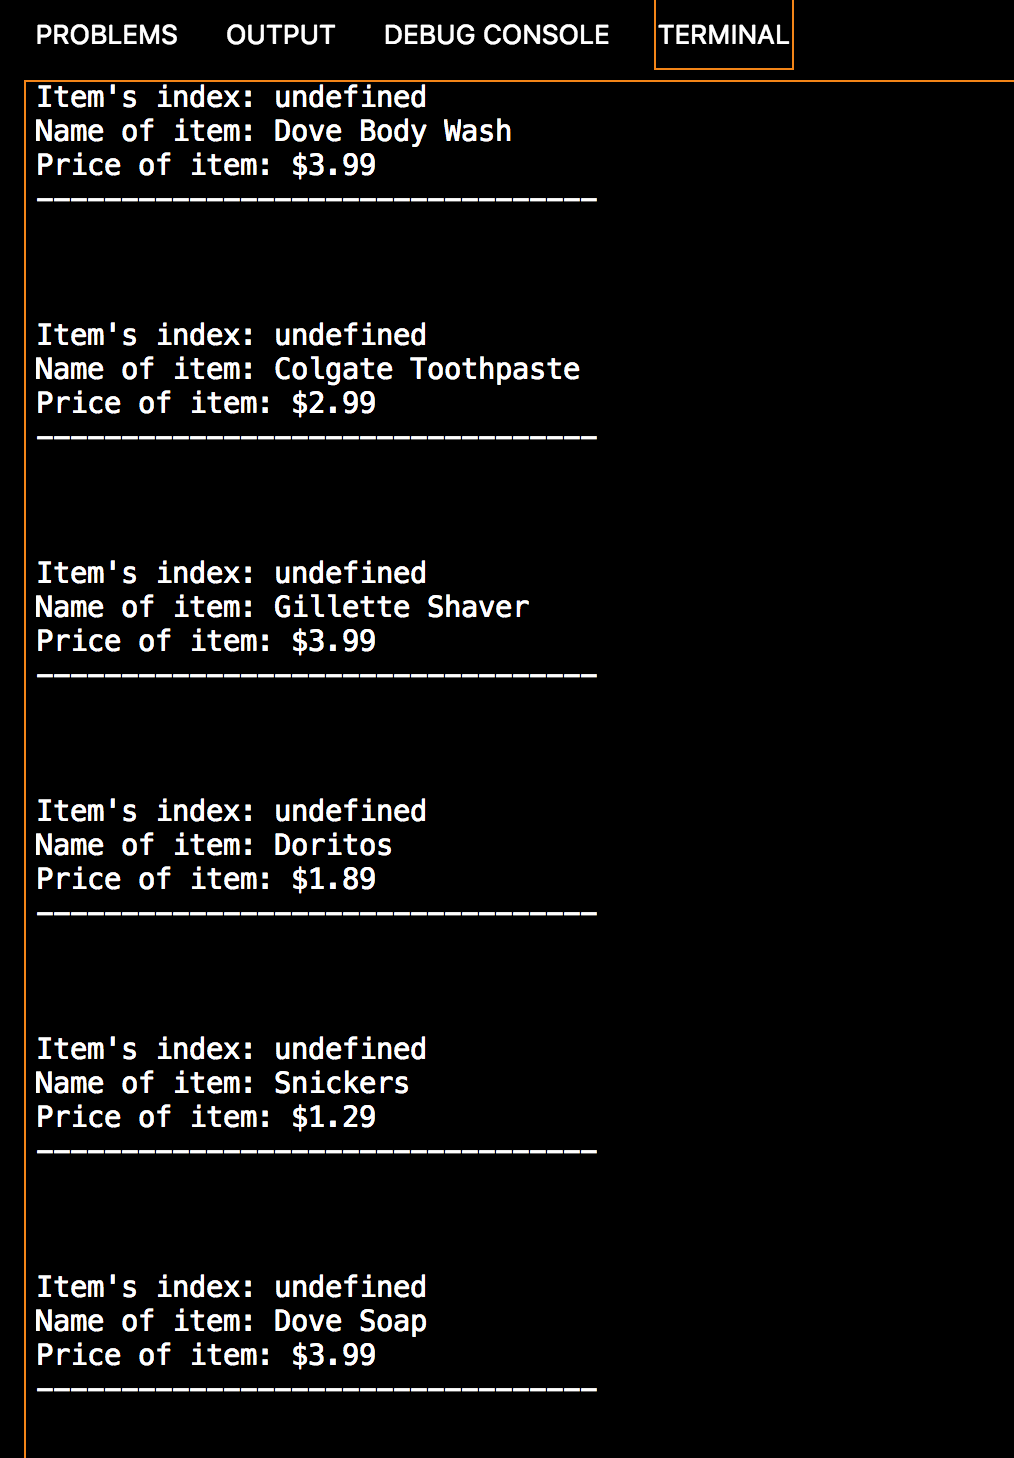 PROBLEMS OUTPUT DEBUG CONSOLE TERMINAL
Item's index: undefined
Name of item: Dove Body Wash
Price of item: $3.99
---------------------------------
Item's index: undefined
Name of item: Colgate Toothpaste
Price of item: $2.99
---------------------------------
Item's index: undefined
Name of item: Gillette Shaver
Price of item: $3.99
---------------------------------
Item's index: undefined
Name of item: Doritos
Price of item: $1.89
---------------------------------
Item's index: undefined
Name of item: Snickers
Price of item: $1.29
---------------------------------
Item's index: undefined
Name of item: Dove Soap
Price of item: $3.99
---------------------------------